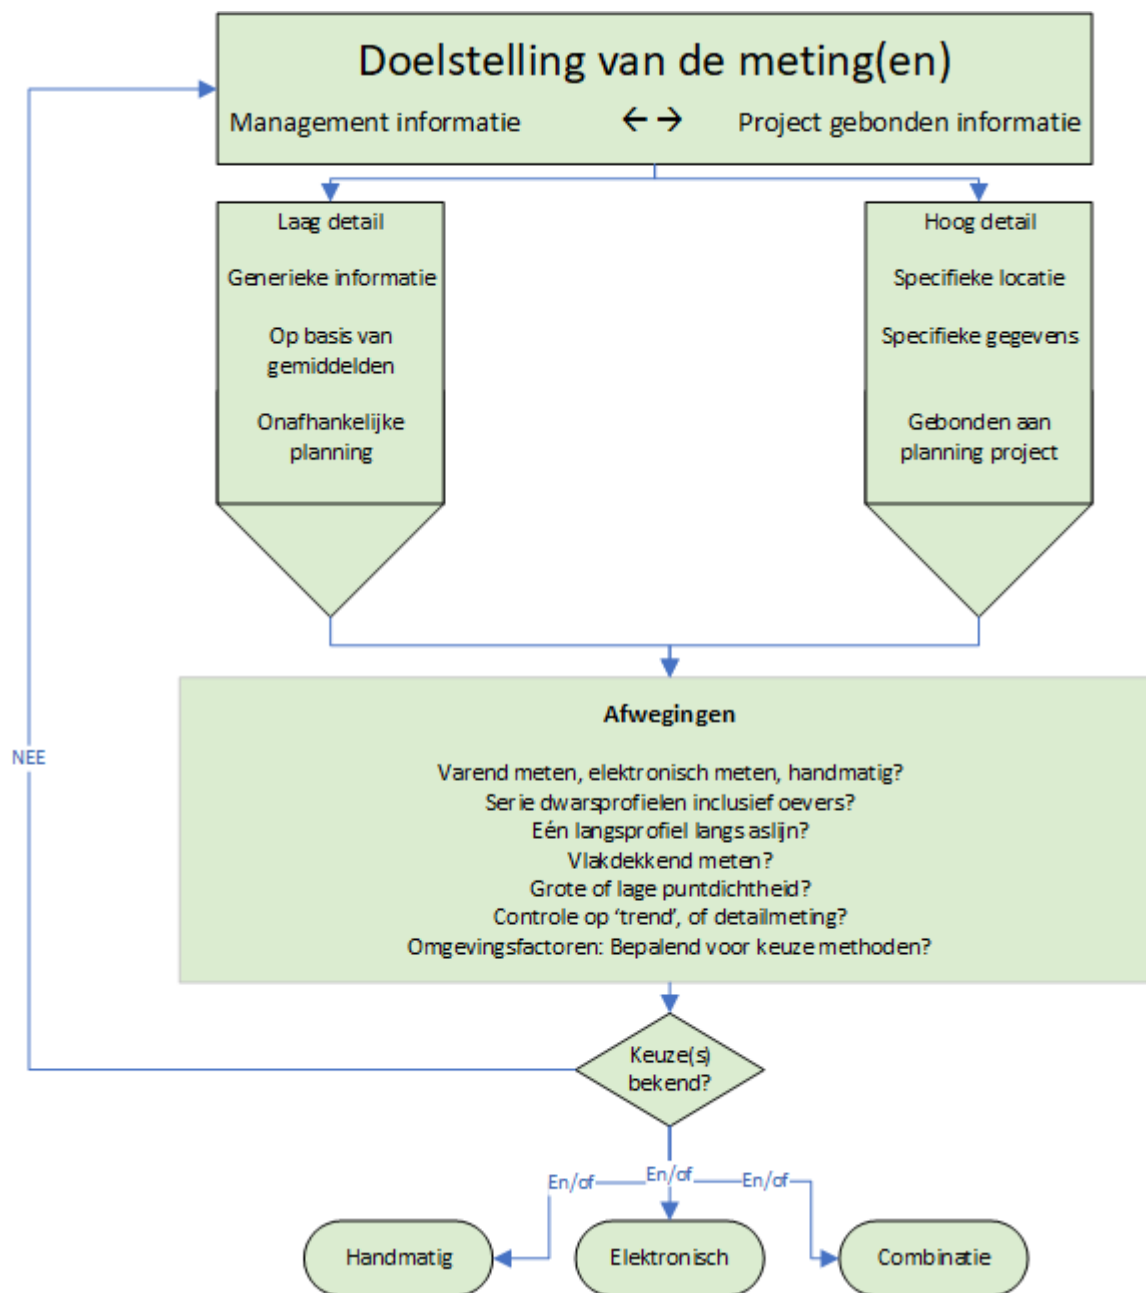 Doelstelling van de meting(en)
Management informatie ← → Project gebonden informatie
Laag detail
Generieke informatie
Op basis van
gemiddelden
Onafhankelijke
planning
Hoog detail
Specifieke locatie
Specifieke gegevens
Gebonden aan
planning project
Afwegingen
Varend meten, elektronisch meten, handmatig?
Serie dwarsprofielen inclusief oevers?
Eén langsprofiel langs aslijn?
Vlakdekkend meten?
Grote of lage puntdichtheid?
Controle op ‘trend’, of detailmeting?
Omgevingsfactoren: Bepalend voor keuze methoden?
NEE
Keuze(s)
bekend?
En/of
En/of
En/of
Handmatig
Elektronisch
Combinatie